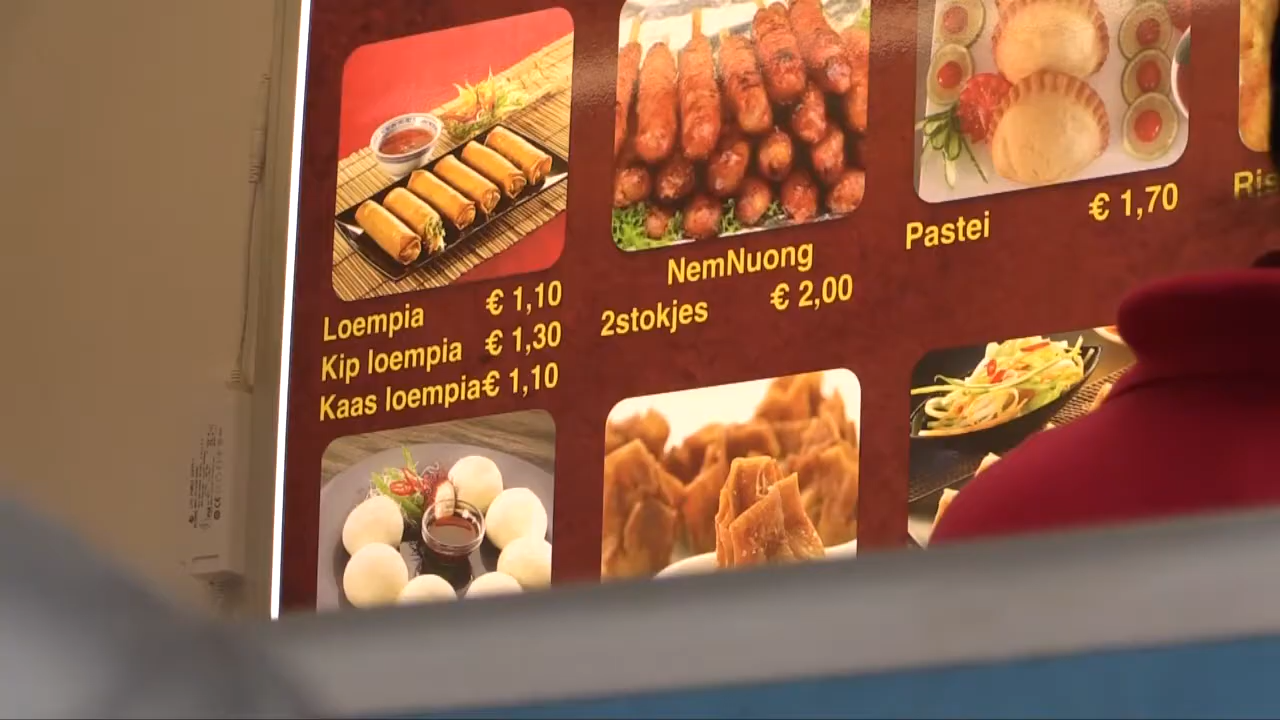 Loempia € 1,10
Kip loempia € 1,30
Kaas loempia € 1,10
NemNuong
2stokjes € 2,00
Pastei € 1,70